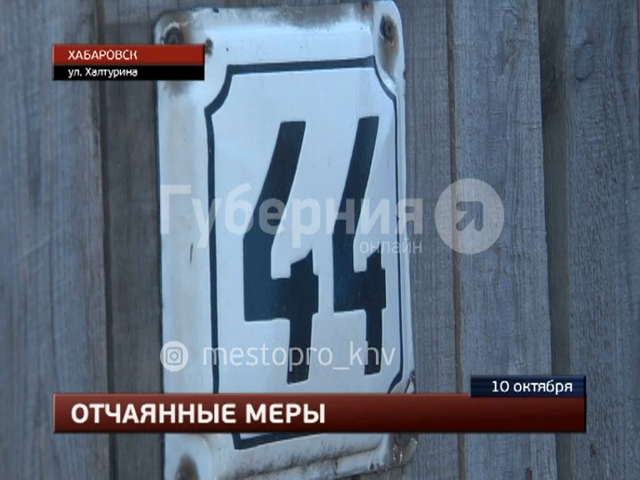 ХАБАРОВСК
ул. Халтурина
44
Губерния
онлайн
mestopro_khv
10 октября
ОТЧАЯННЫЕ МЕРЫ